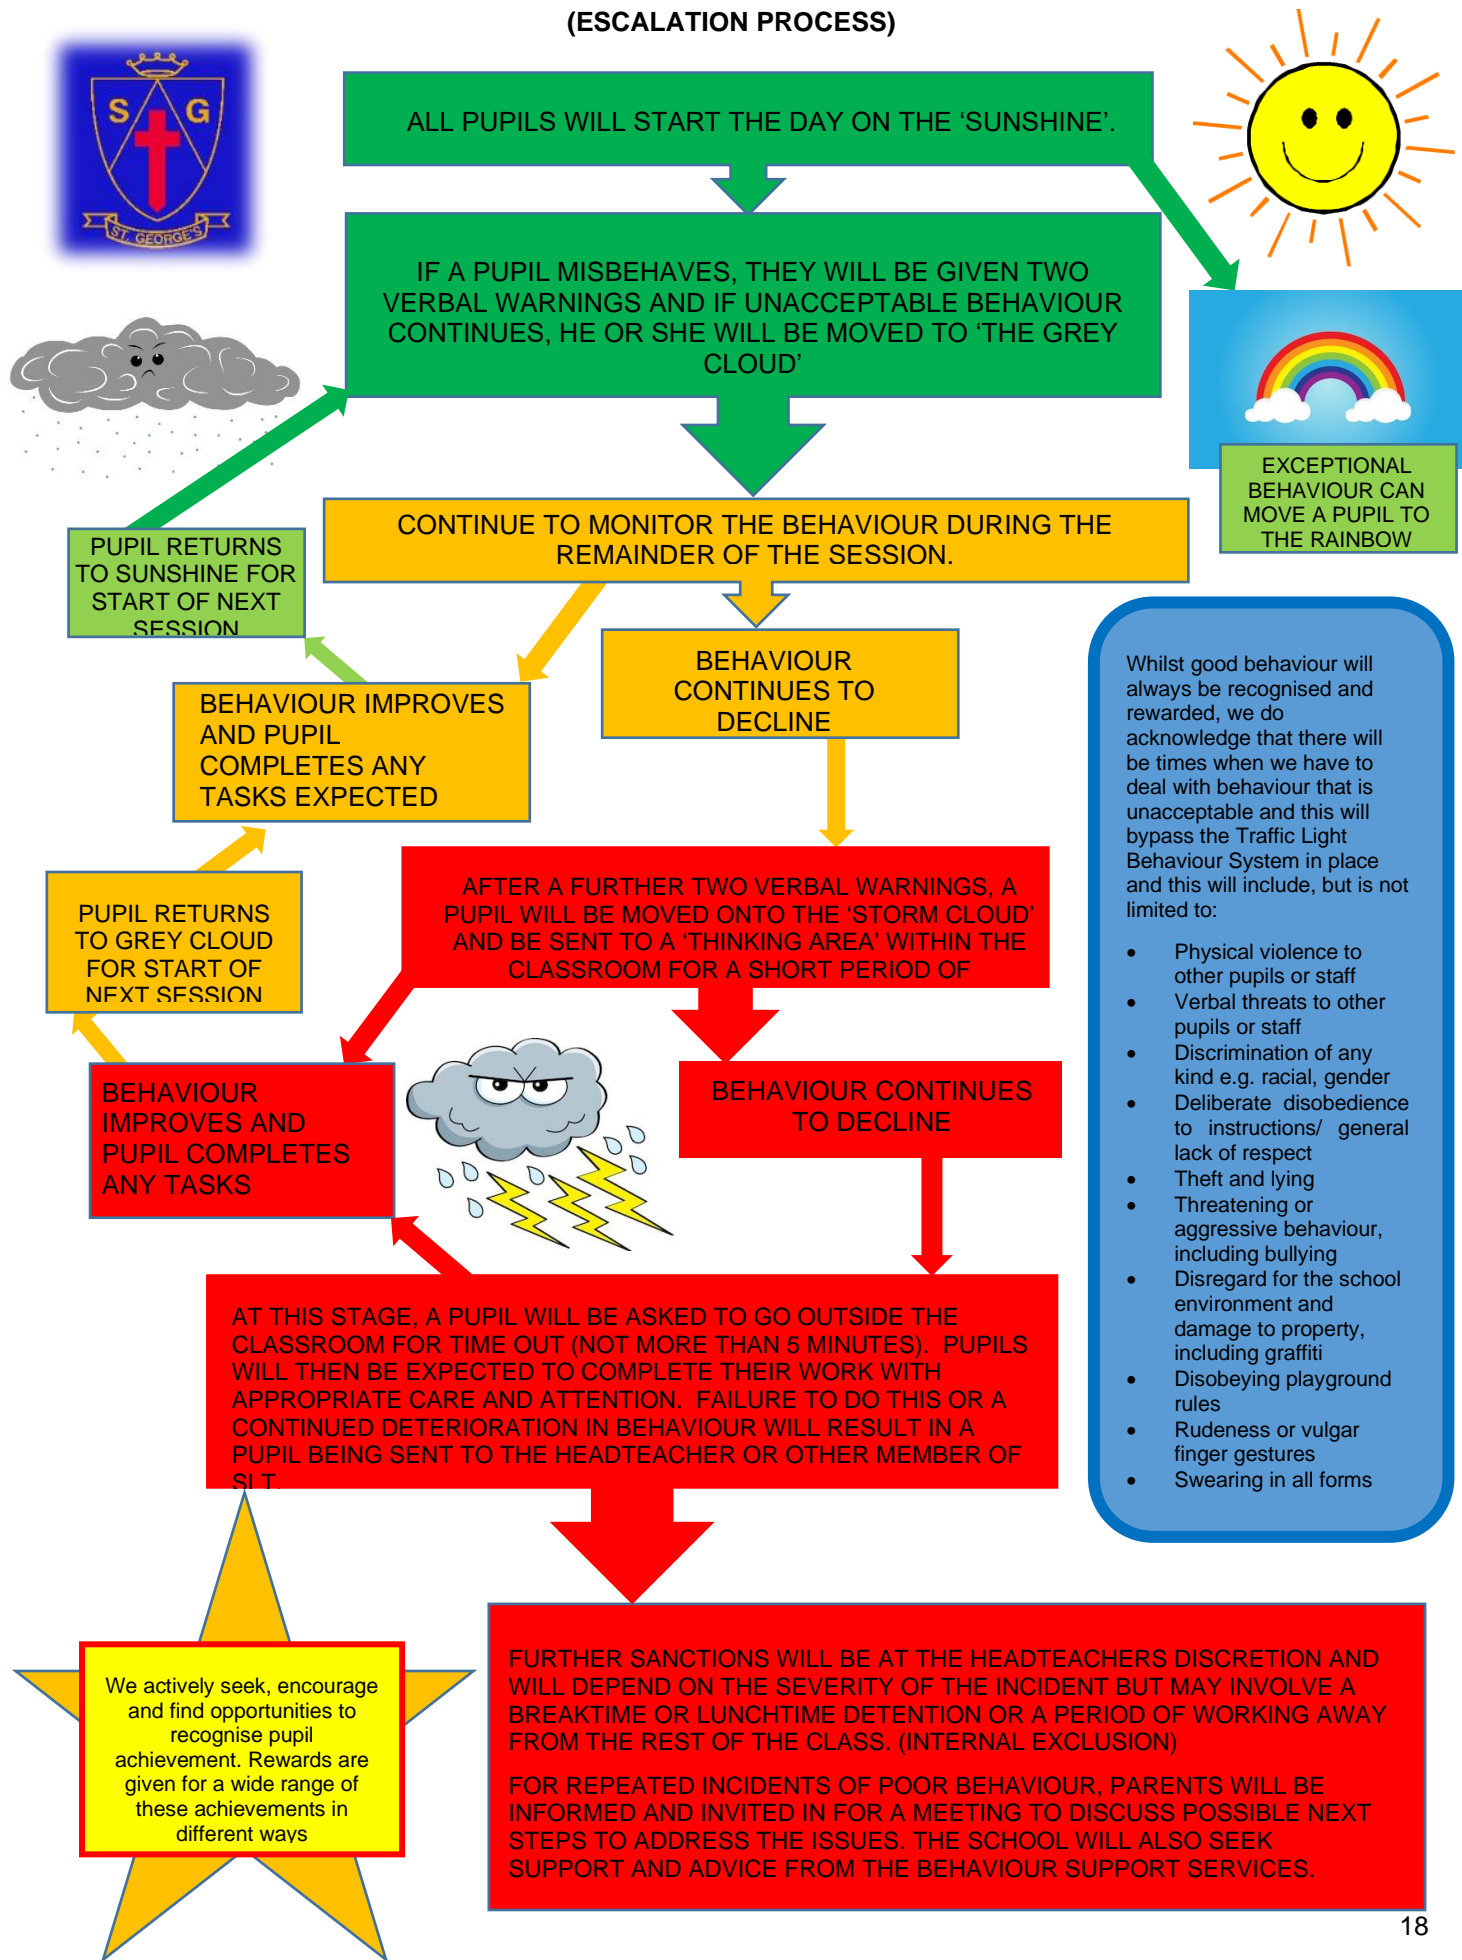 (ESCALATION PROCESS)
S G
ST. GEORGE'S
ALL PUPILS WILL START THE DAY ON THE ‘SUNSHINE’.
IF A PUPIL MISBEHAVES, THEY WILL BE GIVEN TWO
VERBAL WARNINGS AND IF UNACCEPTABLE BEHAVIOUR
CONTINUES, HE OR SHE WILL BE MOVED TO ‘THE GREY
CLOUD’
EXCEPTIONAL
BEHAVIOUR CAN
MOVE A PUPIL TO
THE RAINBOW
CONTINUE TO MONITOR THE BEHAVIOUR DURING THE
REMAINDER OF THE SESSION.
PUPIL RETURNS
TO SUNSHINE FOR
START OF NEXT
SESSION
BEHAVIOUR
CONTINUES TO
DECLINE
BEHAVIOUR IMPROVES
AND PUPIL
COMPLETES ANY
TASKS EXPECTED
AFTER A FURTHER TWO VERBAL WARNINGS, A
PUPIL WILL BE MOVED ONTO THE ‘STORM CLOUD’
AND BE SENT TO A ‘THINKING AREA’ WITHIN THE
CLASSROOM FOR A SHORT PERIOD OF
PUPIL RETURNS
TO GREY CLOUD
FOR START OF
NEXT SESSION
BEHAVIOUR
IMPROVES AND
PUPIL COMPLETES
ANY TASKS
BEHAVIOUR CONTINUES
TO DECLINE
AT THIS STAGE, A PUPIL WILL BE ASKED TO GO OUTSIDE THE
CLASSROOM FOR TIME OUT (NOT MORE THAN 5 MINUTES). PUPILS
WILL THEN BE EXPECTED TO COMPLETE THEIR WORK WITH
APPROPRIATE CARE AND ATTENTION. FAILURE TO DO THIS OR A
CONTINUED DETERIORATION IN BEHAVIOUR WILL RESULT IN A
PUPIL BEING SENT TO THE HEADTEACHER OR OTHER MEMBER OF
SLT.
Whilst good behaviour will
always be recognised and
rewarded, we do
acknowledge that there will
be times when we have to
deal with behaviour that is
unacceptable and this will
bypass the Traffic Light
Behaviour System in place
and this will include, but is not
limited to:
• Physical violence to
other pupils or staff
• Verbal threats to other
pupils or staff
• Discrimination of any
kind e.g. racial, gender
• Deliberate disobedience
to instructions/ general
lack of respect
• Theft and lying
• Threatening or
aggressive behaviour,
including bullying
• Disregard for the school
environment and
damage to property,
including graffiti
• Disobeying playground
rules
• Rudeness or vulgar
finger gestures
• Swearing in all forms
We actively seek, encourage
and find opportunities to
recognise pupil
achievement. Rewards are
given for a wide range of
these achievements in
different ways
FURTHER SANCTIONS WILL BE AT THE HEADTEACHERS DISCRETION AND
WILL DEPEND ON THE SEVERITY OF THE INCIDENT BUT MAY INVOLVE A
BREAKTIME OR LUNCHTIME DETENTION OR A PERIOD OF WORKING AWAY
FROM THE REST OF THE CLASS. (INTERNAL EXCLUSION)
FOR REPEATED INCIDENTS OF POOR BEHAVIOUR, PARENTS WILL BE
INFORMED AND INVITED IN FOR A MEETING TO DISCUSS POSSIBLE NEXT
STEPS TO ADDRESS THE ISSUES. THE SCHOOL WILL ALSO SEEK
SUPPORT AND ADVICE FROM THE BEHAVIOUR SUPPORT SERVICES.
18